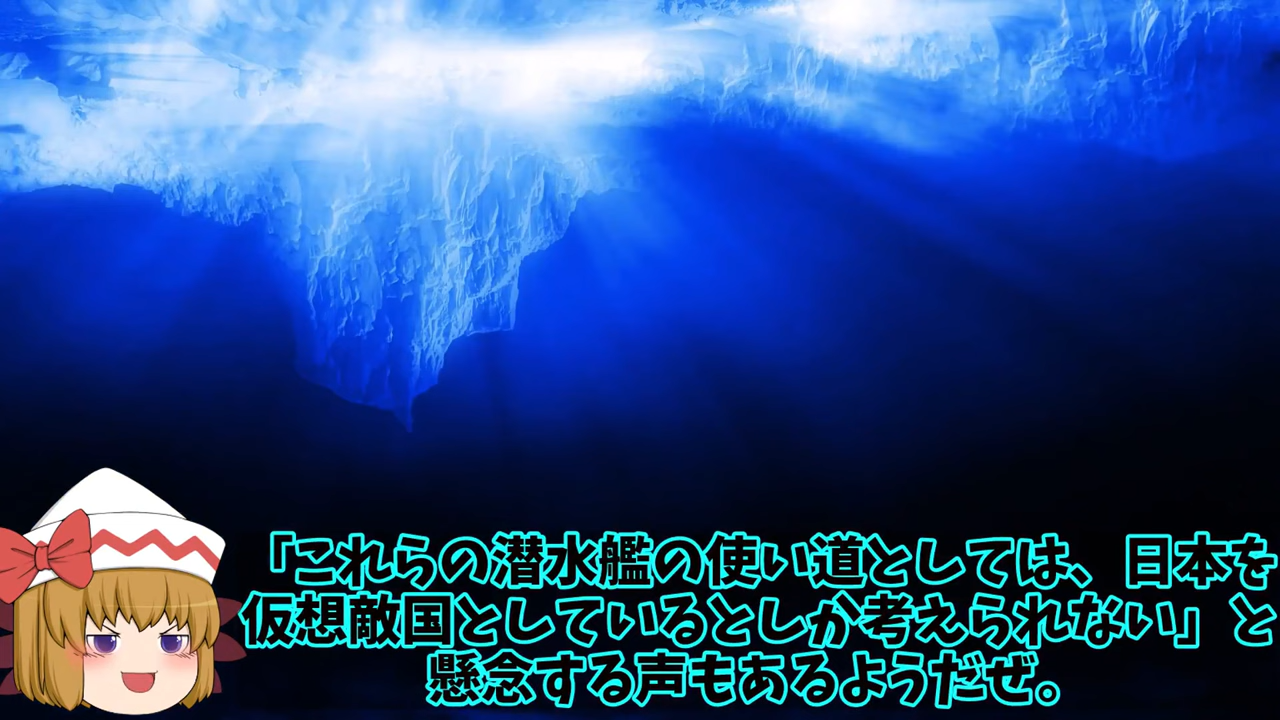 「これらの潜水艦の使い道としては、日本を
仮想敵国としているとしか考えられない」と
懸念する声もあるようだぜ。